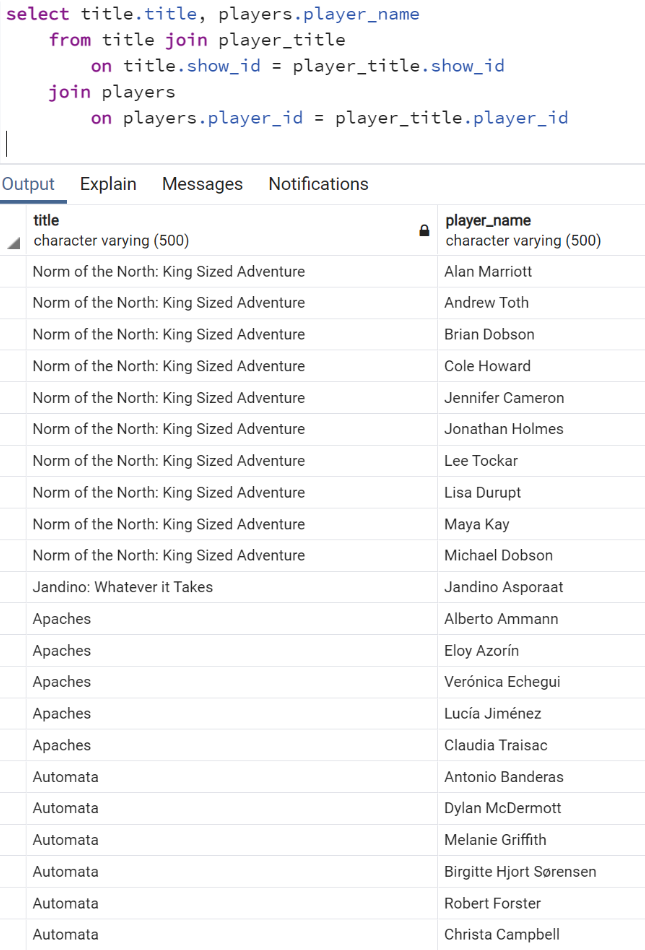 select title.title, players.player_name
from title join player_title
on title.show_id = player_title.show_id
join players
on players.player_id = player_title.player_id
Output Explain Messages Notifications
title player_name
character varying (500) character varying (500)
Norm of the North: King Sized Adventure Alan Marriott
Norm of the North: King Sized Adventure Andrew Toth
Norm of the North: King Sized Adventure Brian Dobson
Norm of the North: King Sized Adventure Cole Howard
Norm of the North: King Sized Adventure Jennifer Cameron
Norm of the North: King Sized Adventure Jonathan Holmes
Norm of the North: King Sized Adventure Lee Tockar
Norm of the North: King Sized Adventure Lisa Durupt
Norm of the North: King Sized Adventure Maya Kay
Norm of the North: King Sized Adventure Michael Dobson
Jandino: Whatever it Takes Jandino Asporaat
Apaches Alberto Ammann
Apaches Eloy Azorín
Apaches Verónica Echegui
Apaches Lucía Jiménez
Apaches Claudia Traisac
Automata Antonio Banderas
Automata Dylan McDermott
Automata Melanie Griffith
Automata Birgitte Hjort Sørensen
Automata Robert Forster
Automata Christa Campbell